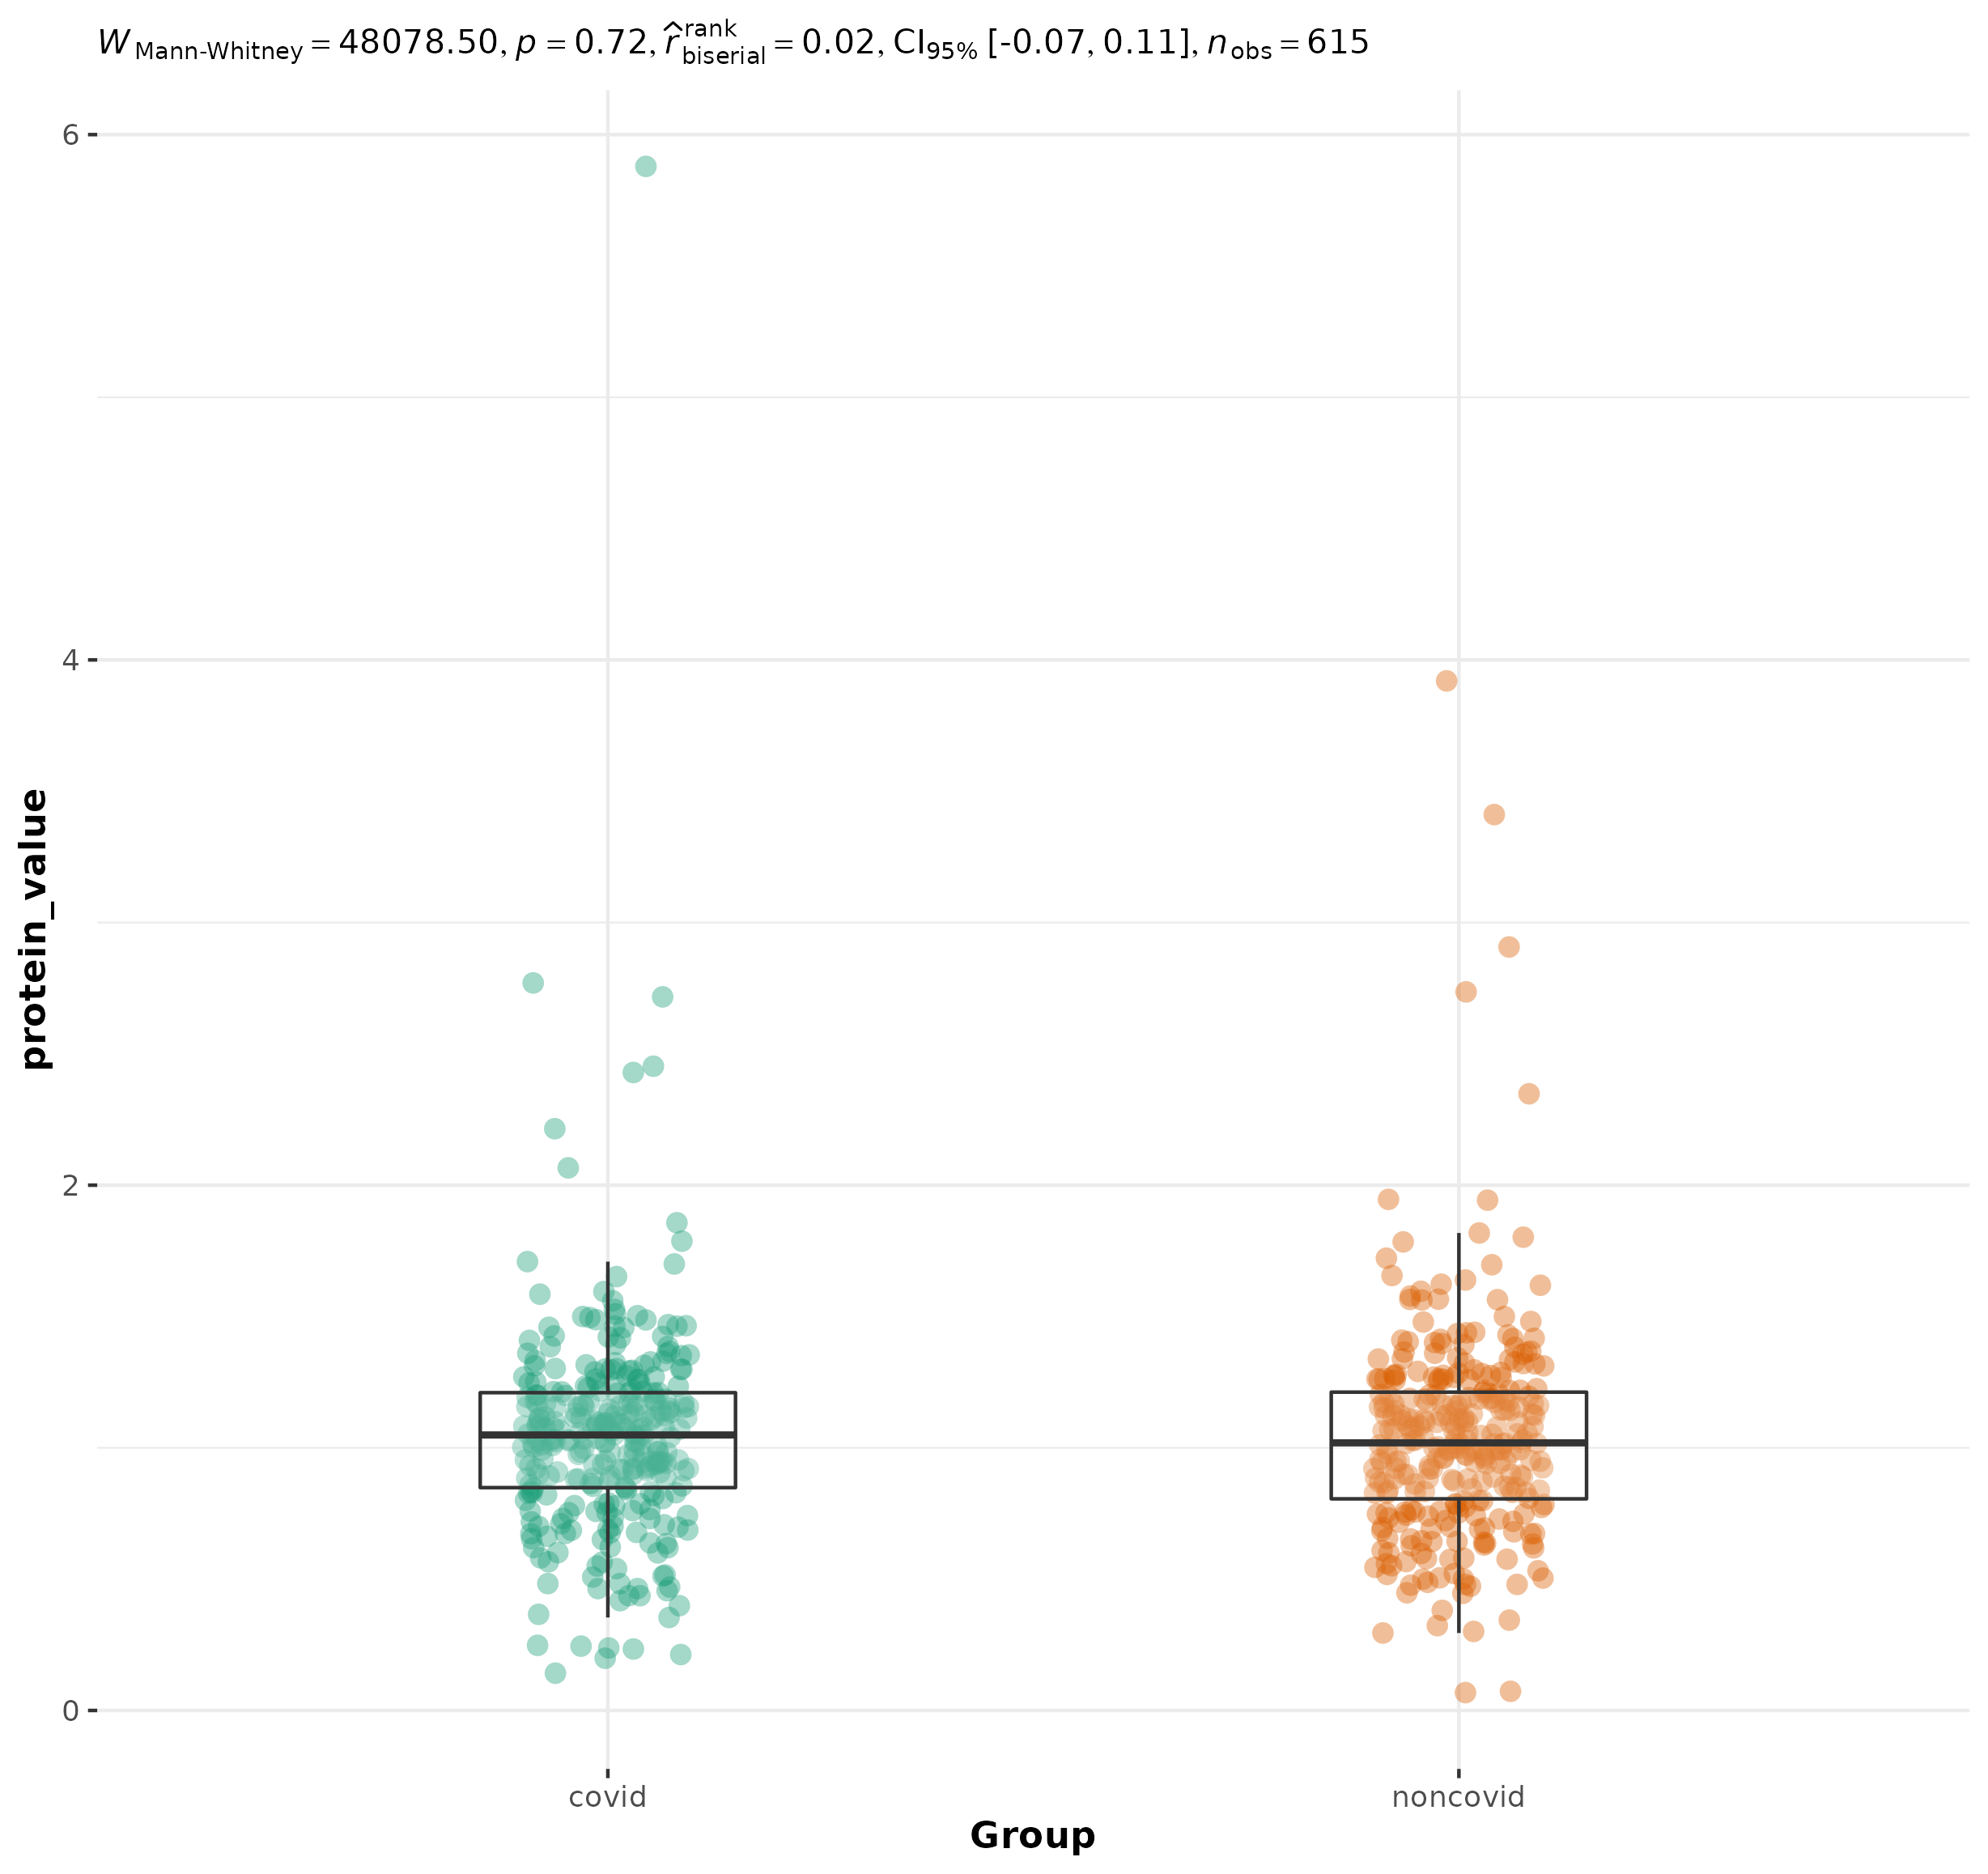 W Mann-Whitney = 48078.50, p = 0.72, r̂ rank biserial = 0.02, CI95% [-0.07, 0.11], n obs = 615
6
4
2
0
protein_value
covid noncovid
Group